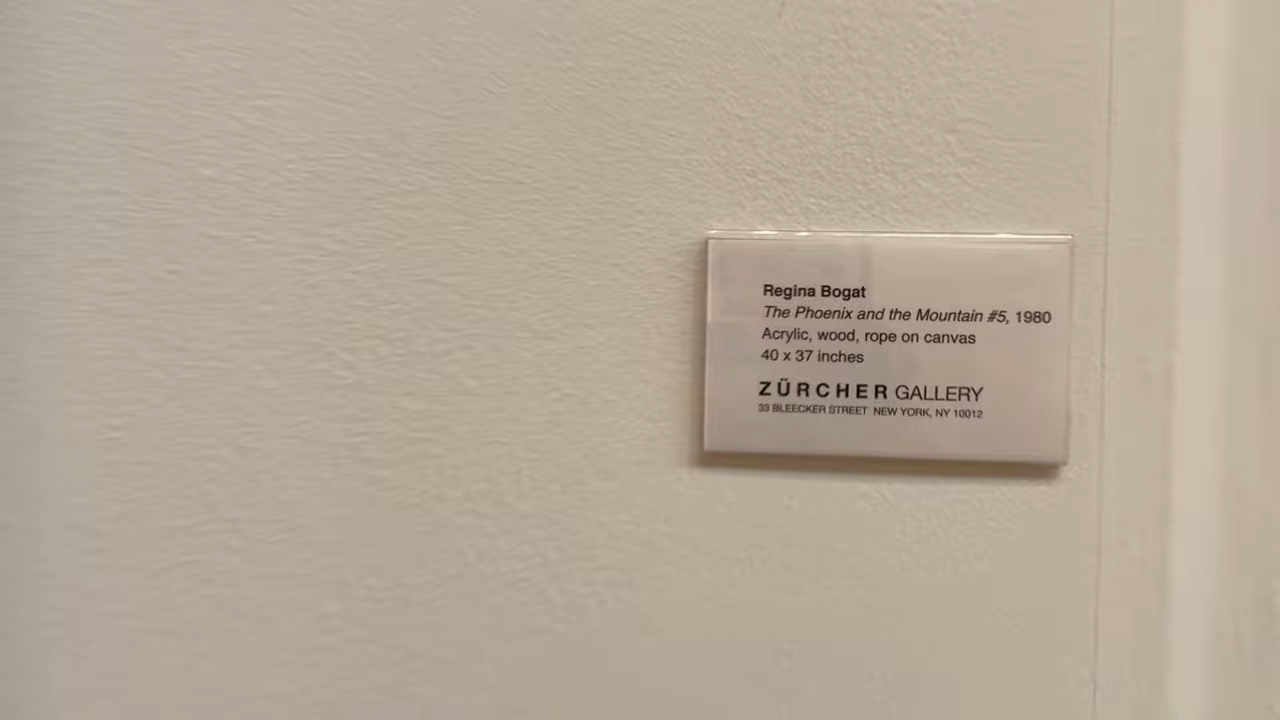 Regina Bogat
The Phoenix and the Mountain #5, 1980
Acrylic, wood, rope on canvas
40 x 37 inches
ZÜRCHER GALLERY
33 BLEECKER STREET NEW YORK, NY 10012